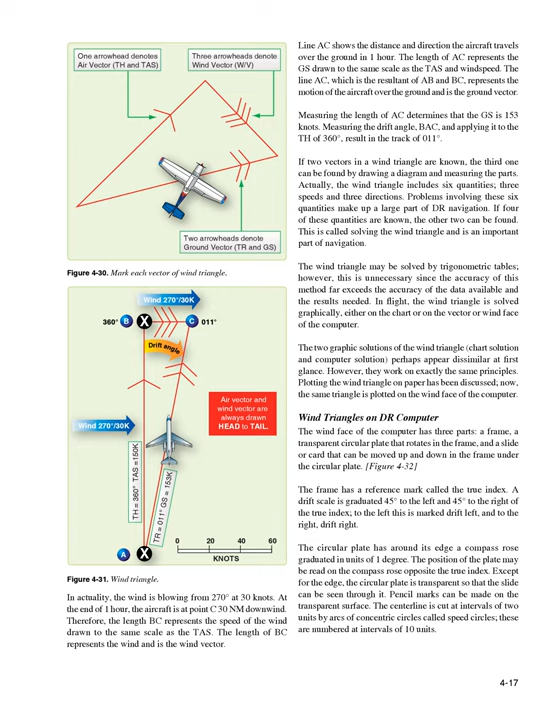 One arrowhead denotes
Air Vector (TH and TAS)
Three arrowheads denote
Wind Vector (W/V)
Two arrowheads denote
Ground Vector (TR and GS)
Figure 4-30. Mark each vector of wind triangle.
Wind 270°/30K
360° B X C 011°
Drift angle
Air vector and
wind vector are
always drawn
HEAD to TAIL.
Wind 270°/30K
TH = 360° TAS =150K
TR = 011° GS = 153K
0 20 40 60
KNOTS
A X
Figure 4-31. Wind triangle.
In actuality, the wind is blowing from 270° at 30 knots. At
the end of 1 hour, the aircraft is at point C 30 NM downwind.
Therefore, the length BC represents the speed of the wind
drawn to the same scale as the TAS. The length of BC
represents the wind and is the wind vector.
Line AC shows the distance and direction the aircraft travels
over the ground in 1 hour. The length of AC represents the
GS drawn to the same scale as the TAS and windspeed. The
line AC, which is the resultant of AB and BC, represents the
motion of the aircraft over the ground and is the ground vector.
Measuring the length of AC determines that the GS is 153
knots. Measuring the drift angle, BAC, and applying it to the
TH of 360°, result in the track of 011°.
If two vectors in a wind triangle are known, the third one
can be found by drawing a diagram and measuring the parts.
Actually, the wind triangle includes six quantities; three
speeds and three directions. Problems involving these six
quantities make up a large part of DR navigation. If four
of these quantities are known, the other two can be found.
This is called solving the wind triangle and is an important
part of navigation.
The wind triangle may be solved by trigonometric tables;
however, this is unnecessary since the accuracy of this
method far exceeds the accuracy of the data available and
the results needed. In flight, the wind triangle is solved
graphically, either on the chart or on the vector or wind face
of the computer.
The two graphic solutions of the wind triangle (chart solution
and computer solution) perhaps appear dissimilar at first
glance. However, they work on exactly the same principles.
Plotting the wind triangle on paper has been discussed; now,
the same triangle is plotted on the wind face of the computer.
Wind Triangles on DR Computer
The wind face of the computer has three parts: a frame, a
transparent circular plate that rotates in the frame, and a slide
or card that can be moved up and down in the frame under
the circular plate. [Figure 4-32]
The frame has a reference mark called the true index. A
drift scale is graduated 45° to the left and 45° to the right of
the true index; to the left this is marked drift left, and to the
right, drift right.
The circular plate has around its edge a compass rose
graduated in units of 1 degree. The position of the plate may
be read on the compass rose opposite the true index. Except
for the edge, the circular plate is transparent so that the slide
can be seen through it. Pencil marks can be made on the
transparent surface. The centerline is cut at intervals of two
units by arcs of concentric circles called speed circles; these
are numbered at intervals of 10 units.
4-17